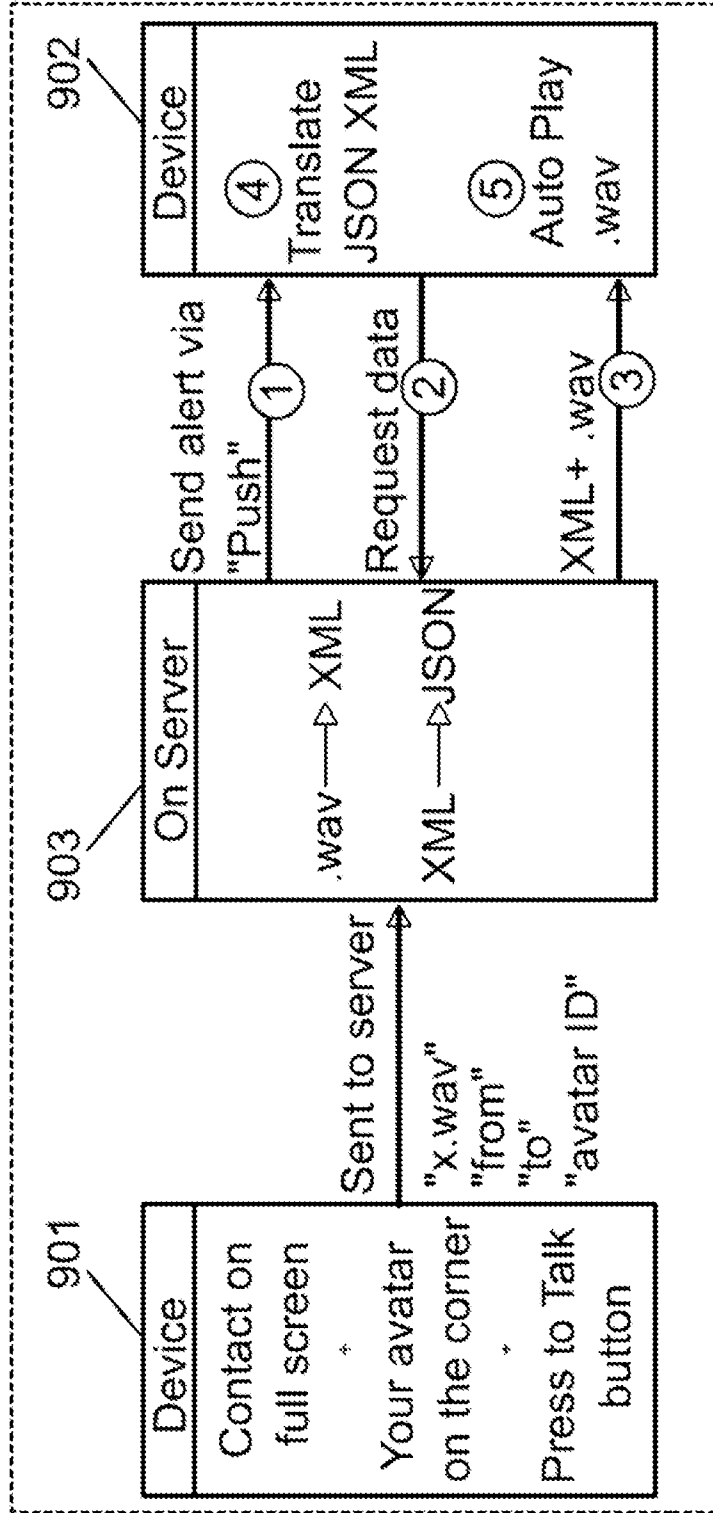 901
Device
Contact on
full screen
+
Your avatar
on the corner
+
Press to Talk
button
Sent to server
"x.wav"
"from"
"to"
"avatar ID"
903
On Server
.wav XML
XML JSON
Send alert via
"Push"
1
Request data
2
XML+ .wav
3
902
Device
4
Translate
JSON XML
5
Auto Play
.wav